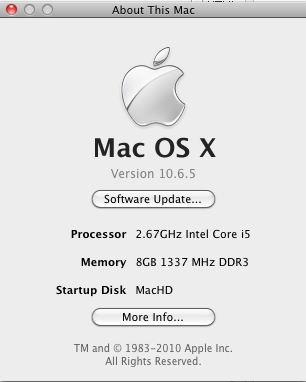 About This Mac
Mac OS X
Version 10.6.5
Software Update...
Processor 2.67GHz Intel Core i5
Memory 8GB 1337 MHz DDR3
Startup Disk MacHD
More Info...
TM and © 1983-2010 Apple Inc.
All Rights Reserved.